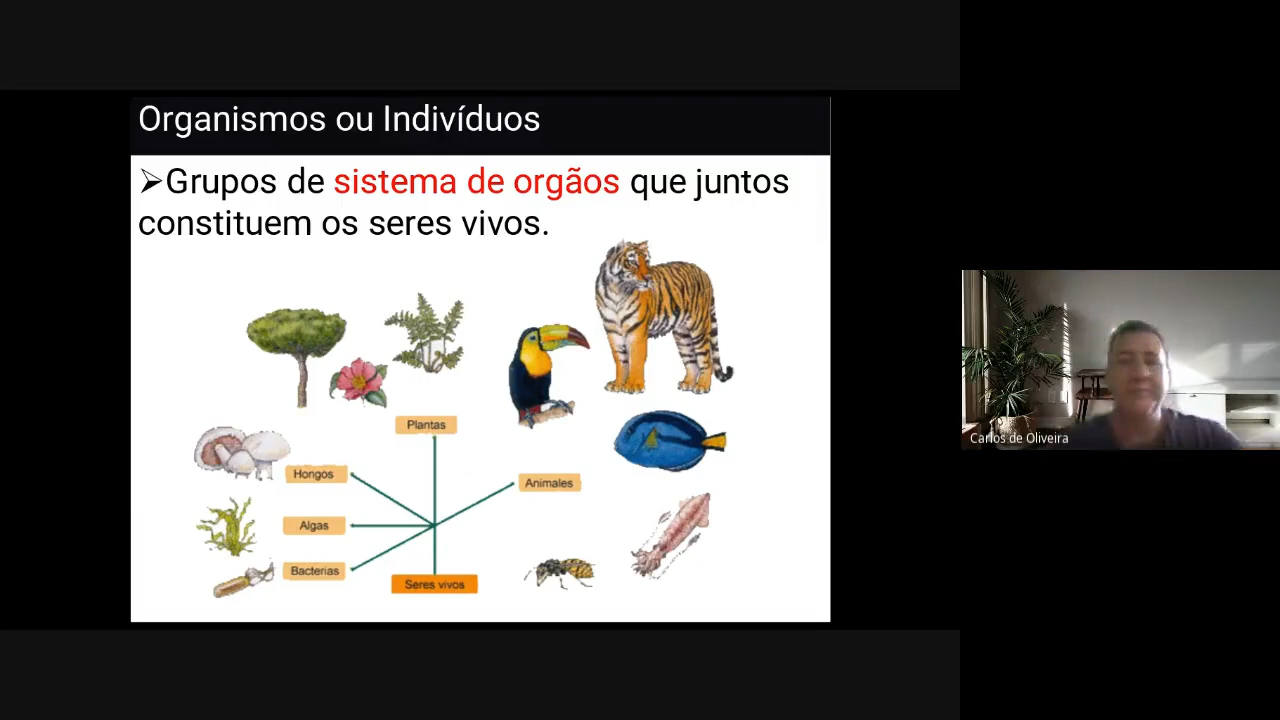 Organismos ou Indivíduos
➢Grupos de sistema de orgãos que juntos
constituem os seres vivos.
Plantas
Hongos
Animales
Algas
Bacterias
Seres vivos
Carlos de Oliveira